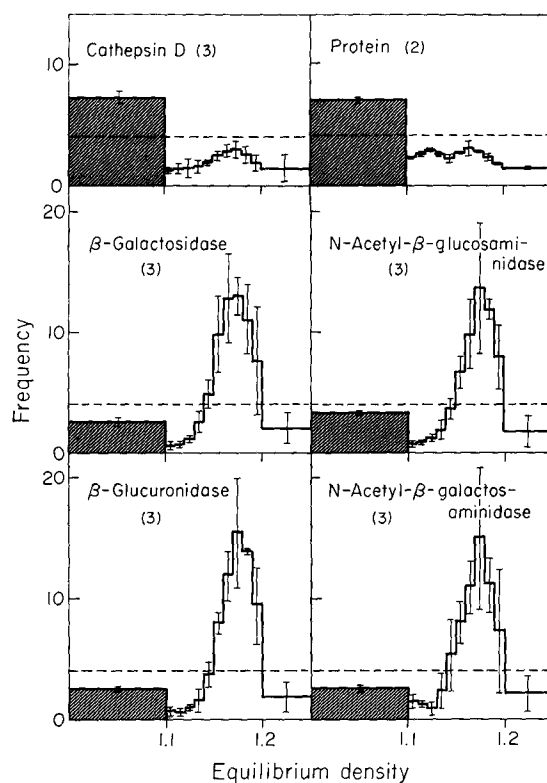 Cathepsin D (3)
Protein (2)
10
0
β-Galactosidase
(3)
N-Acetyl-β-glucosami-
nidase
(3)
20
10
0
β-Glucuronidase
(3)
N-Acetyl-β-galactos-
aminidase
(3)
20
10
0
1.1
1.2
1.1
1.2
Frequency
Equilibrium density